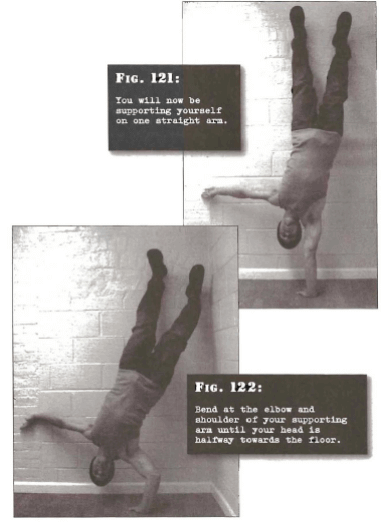 FIG. 121:
You will now be
supporting yourself
on one straight arm.
FIG. 122:
Bend at the elbow and
shoulder of your supporting
arm until your head is
halfway towards the floor.